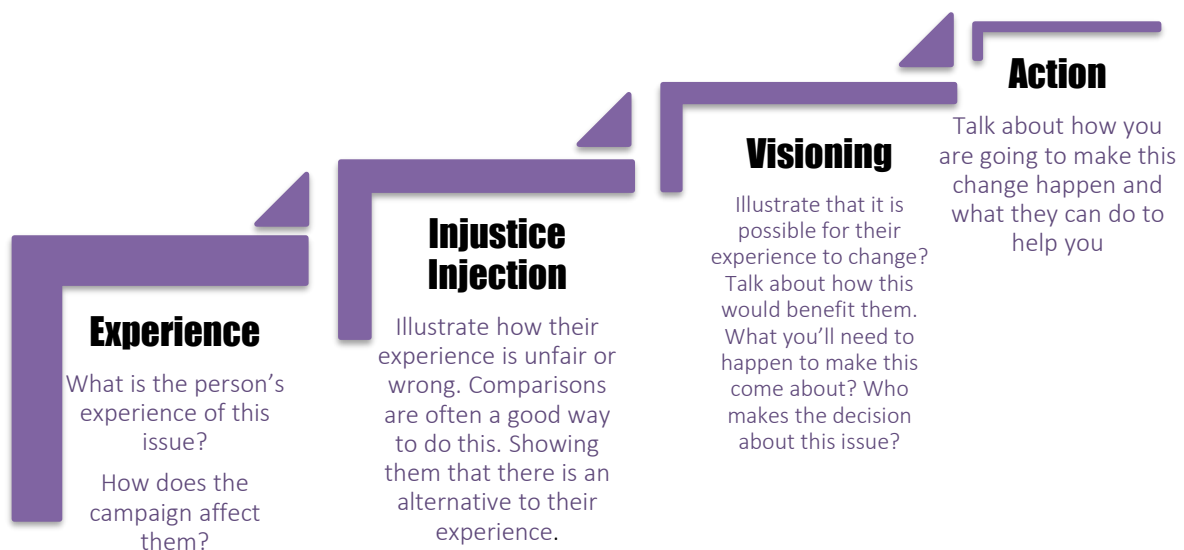 Experience
What is the person’s
experience of this
issue?
How does the
campaign affect
them?
Injustice
Injection
Illustrate how their
experience is unfair or
wrong. Comparisons
are often a good way
to do this. Showing
them that there is an
alternative to their
experience.
Visioning
Illustrate that it is
possible for their
experience to change?
Talk about how this
would benefit them.
What you’ll need to
happen to make this
come about? Who
makes the decision
about this issue?
Action
Talk about how you
are going to make this
change happen and
what they can do to
help you